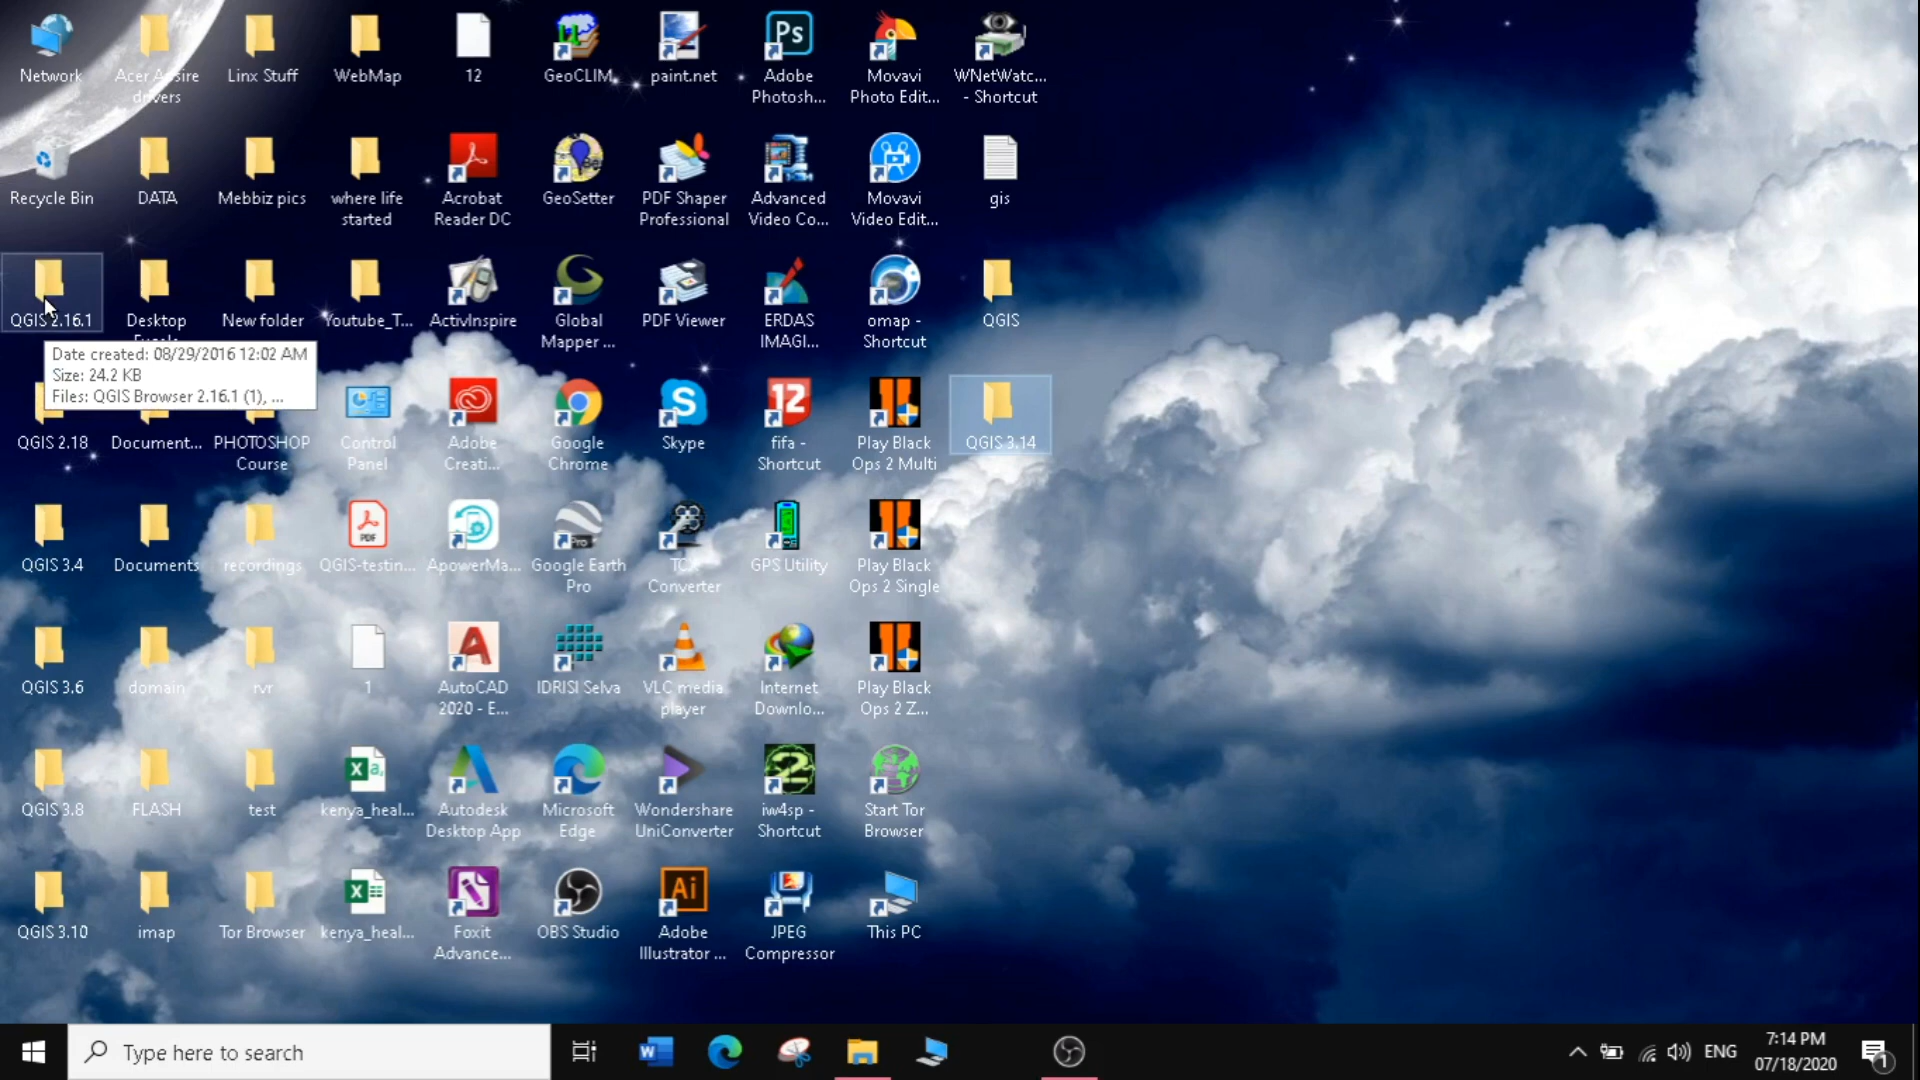 Network
Acer Aspire
drivers
Linx Stuff
WebMap
12
GeoCLIM
paint.net
Adobe
Photosh...
Movavi
Photo Edit...
WNetWatc...
- Shortcut
Recycle Bin
DATA
Mebbiz pics
where life
started
Acrobat
Reader DC
GeoSetter
PDF Shaper
Professional
Advanced
Video Co...
Movavi
Video Edit...
gis
QGIS 2.16.1
Desktop
New folder
Youtube_T...
ActivInspire
Global
Mapper ...
PDF Viewer
ERDAS
IMAGI...
omap -
Shortcut
QGIS
Date created: 08/29/2016 12:02 AM
Size: 24.2 KB
Files: QGIS Browser 2.16.1 (1), ...
QGIS 2.18
Document...
PHOTOSHOP
Course
Control
Panel
Adobe
Creati...
Google
Chrome
Skype
12
fifa -
Shortcut
Play Black
Ops 2 Multi
QGIS 3.14
QGIS 3.4
Documents
recordings
PDF
QGIS-testin...
ApowerMa...
Pro
Google Earth
Pro
TCX
Converter
GPS Utility
Play Black
Ops 2 Single
QGIS 3.6
domain
rvr
1
AutoCAD
2020 - E...
IDRISI Selva
VLC media
player
Internet
Downlo...
Play Black
Ops 2 Z...
QGIS 3.8
FLASH
test
kenya_heal...
Autodesk
Desktop App
Microsoft
Edge
Wondershare
UniConverter
iw4sp -
Shortcut
Start Tor
Browser
QGIS 3.10
imap
Tor Browser
kenya_heal...
Foxit
Advance...
OBS Studio
Ai
Adobe
Illustrator ...
JPEG
Compressor
This PC
Ps
Type here to search
ENG
7:14 PM
07/18/2020
1